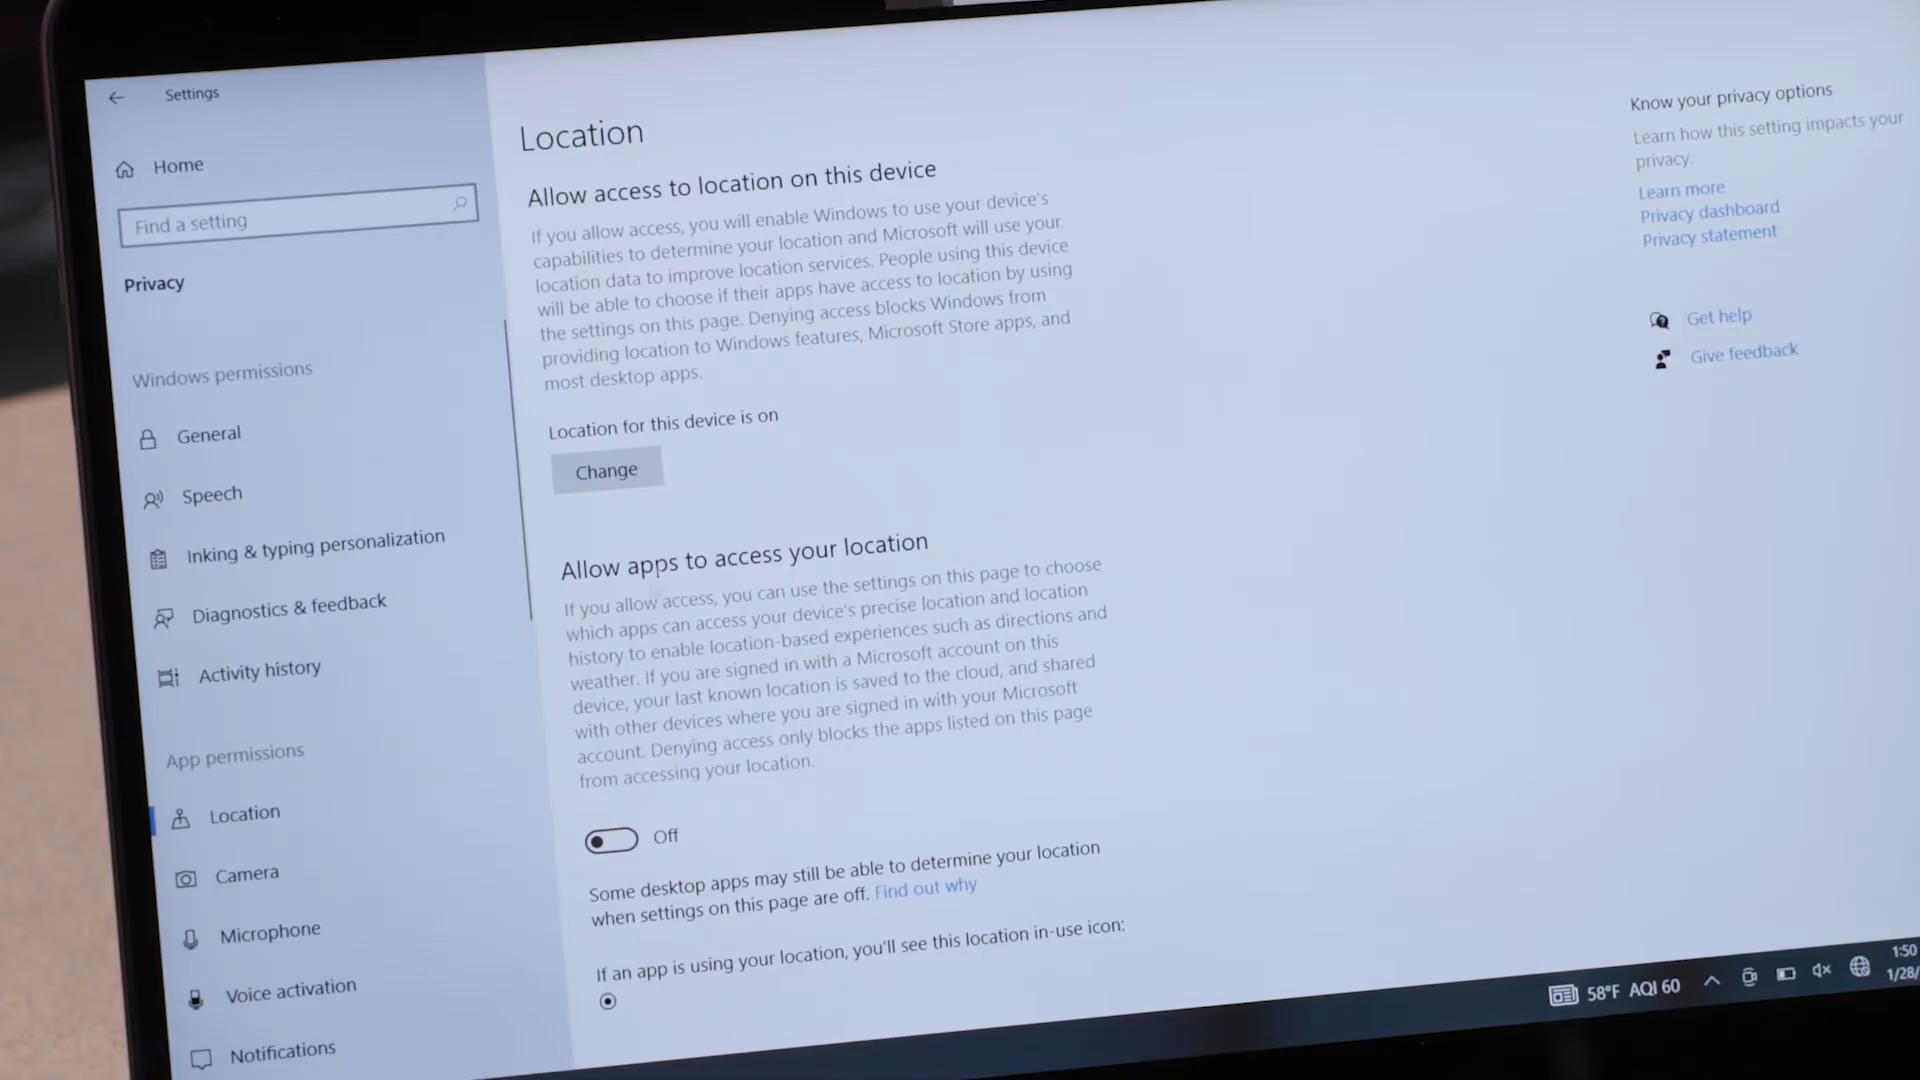 Settings
Home
Find a setting
Privacy
Windows permissions
General
Speech
Inking & typing personalization
Diagnostics & feedback
Activity history
App permissions
Location
Camera
Microphone
Voice activation
Notifications
Location
Allow access to location on this device
If you allow access, you will enable Windows to use your device's
capabilities to determine your location and Microsoft will use your
location data to improve location services. People using this device
will be able to choose if their apps have access to location by using
the settings on this page. Denying access blocks Windows from
providing location to Windows features, Microsoft Store apps, and
most desktop apps.
Location for this device is on
Change
Allow apps to access your location
If you allow access, you can use the settings on this page to choose
which apps can access your device's precise location and location
history to enable location-based experiences such as directions and
weather. If you are signed in with a Microsoft account on this
device, your last known location is saved to the cloud, and shared
with other devices where you are signed in with your Microsoft
account. Denying access only blocks the apps listed on this page
from accessing your location.
Off
Some desktop apps may still be able to determine your location
when settings on this page are off. Find out why
If an app is using your location, you'll see this location in-use icon:
Know your privacy options
Learn how this setting impacts your
privacy.
Learn more
Privacy dashboard
Privacy statement
Get help
Give feedback
58°F AQI 60
1:50
1/28/